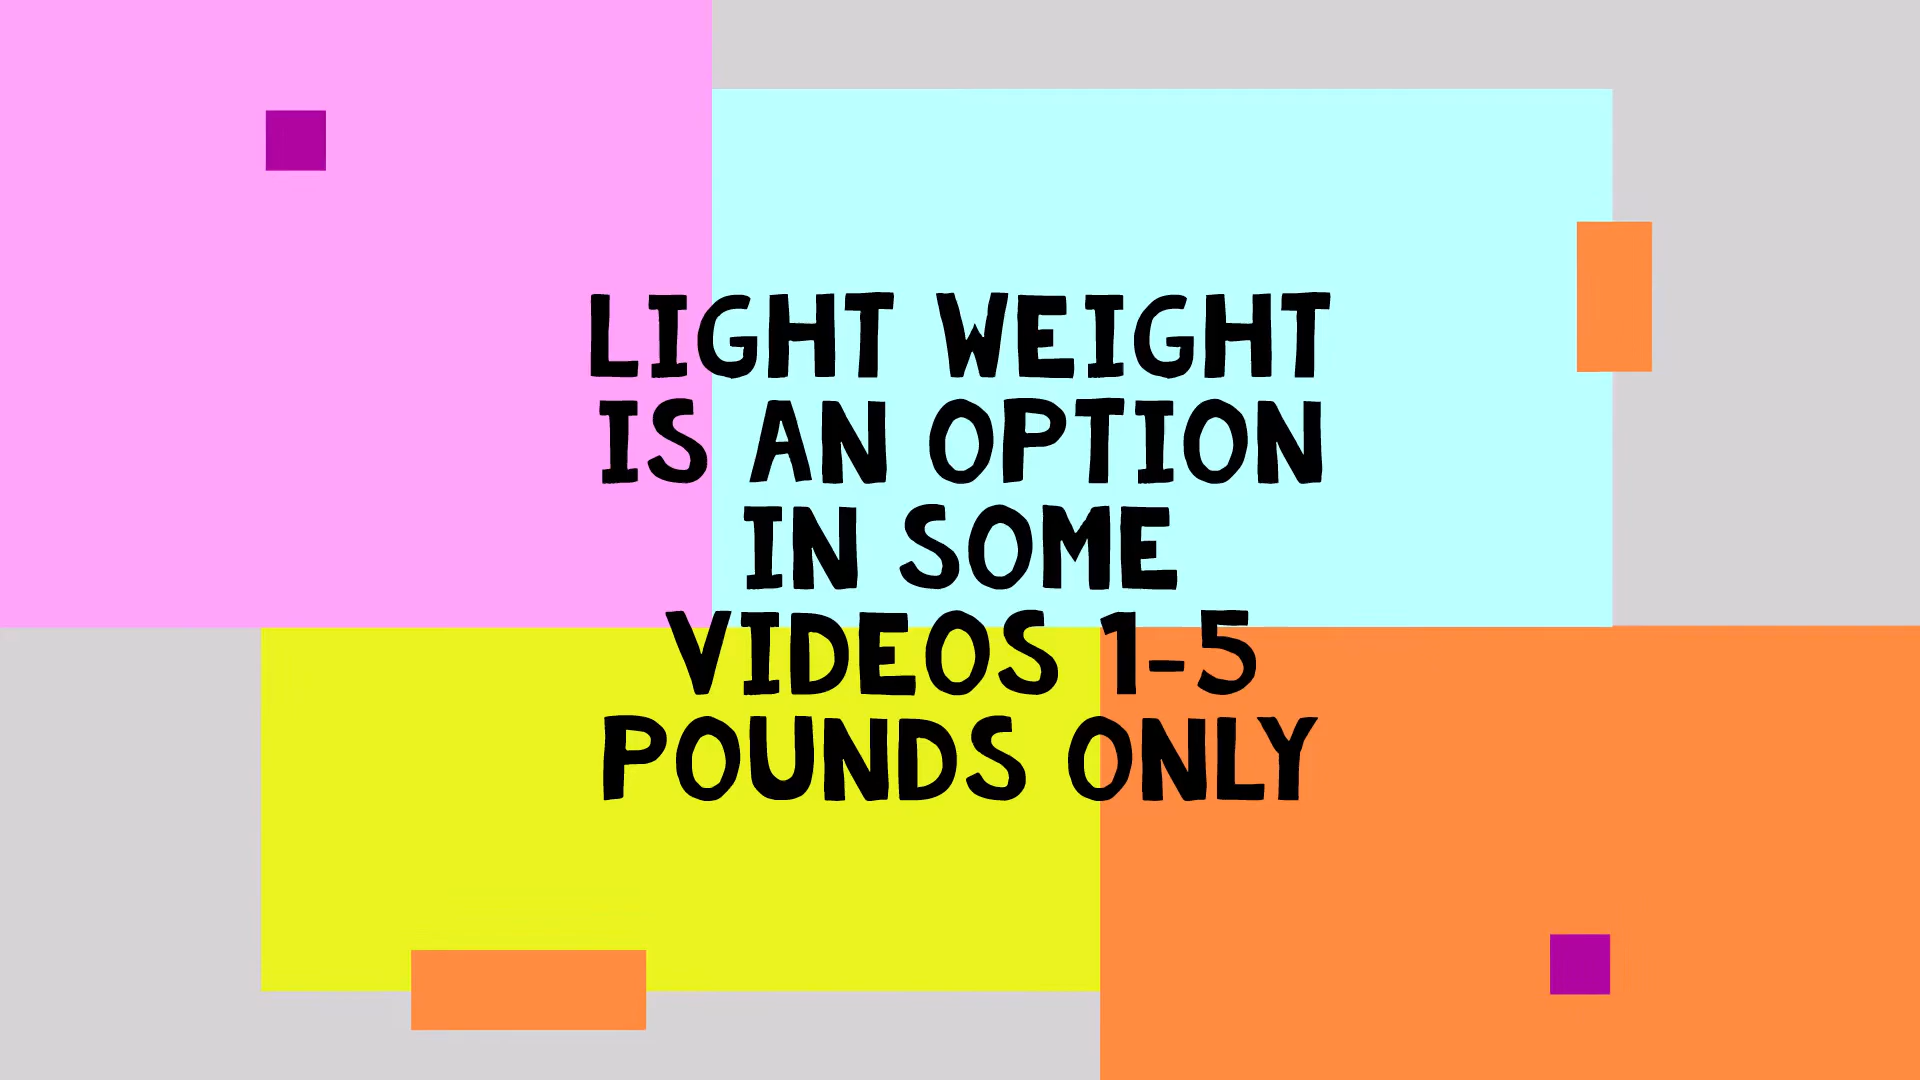 LIGHT WEIGHT
IS AN OPTION
IN SOME
VIDEOS 1-5
POUNDS ONLY